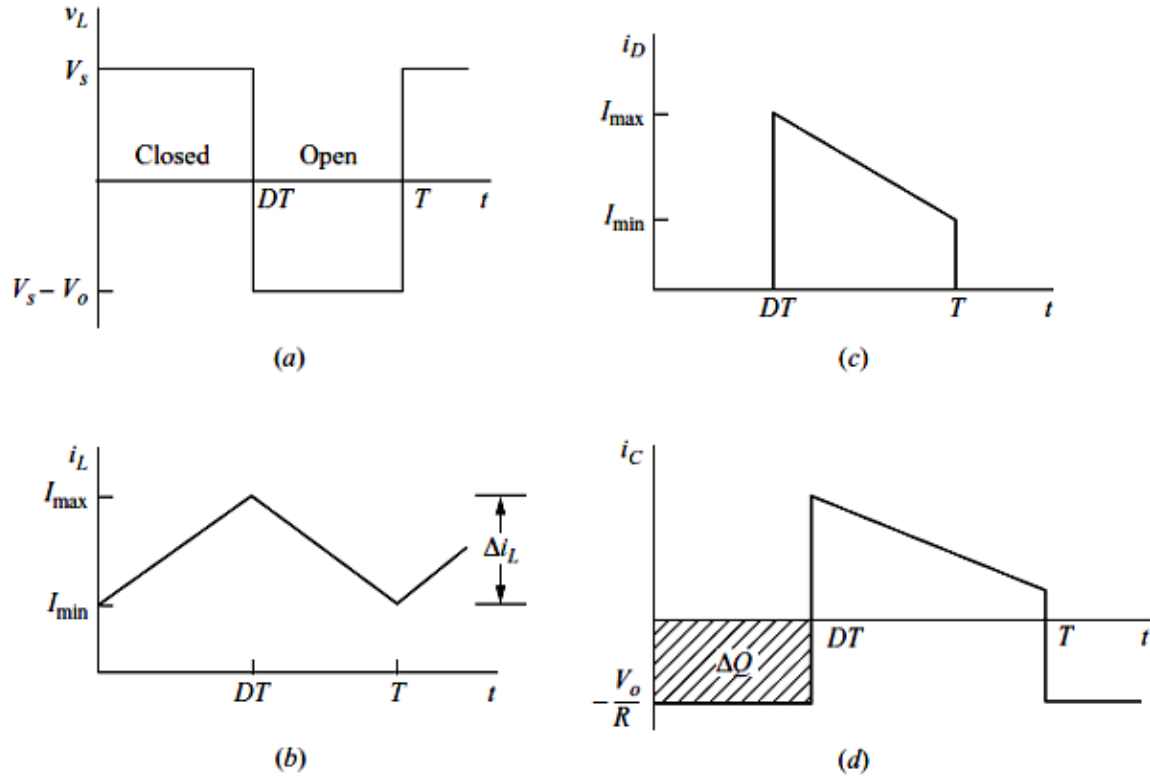 v_L
V_s
Closed
Open
DT
T
t
V_s – V_o
(a)
i_D
I_max
I_min
DT
T
t
(c)
i_L
I_max
Δi_L
I_min
DT
T
t
(b)
i_C
DT
T
t
ΔQ
–V_o/R
(d)